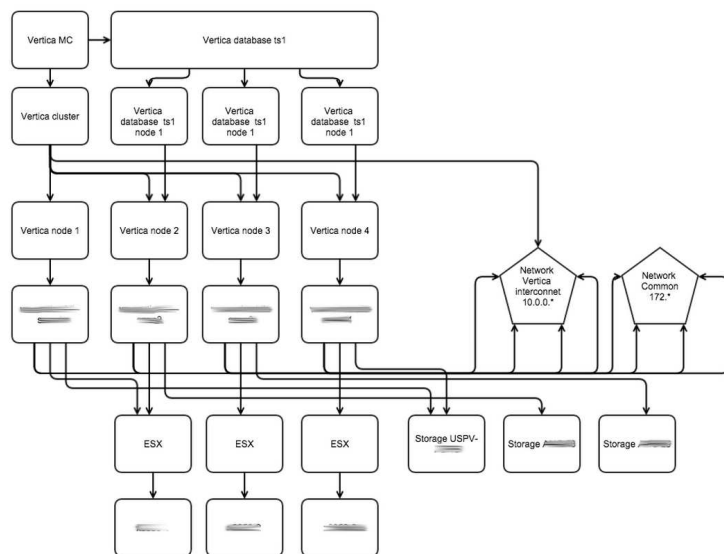 Vertica MC
Vertica database ts1
Vertica cluster
Vertica
database ts1
node 1
Vertica
database ts1
node 1
Vertica
database ts1
node 1
Vertica node 1
Vertica node 2
Vertica node 3
Vertica node 4
Network
Vertica
interconnet
10.0.0.*
Network
Common
172.*
ESX
ESX
ESX
Storage USPV-
Storage
Storage